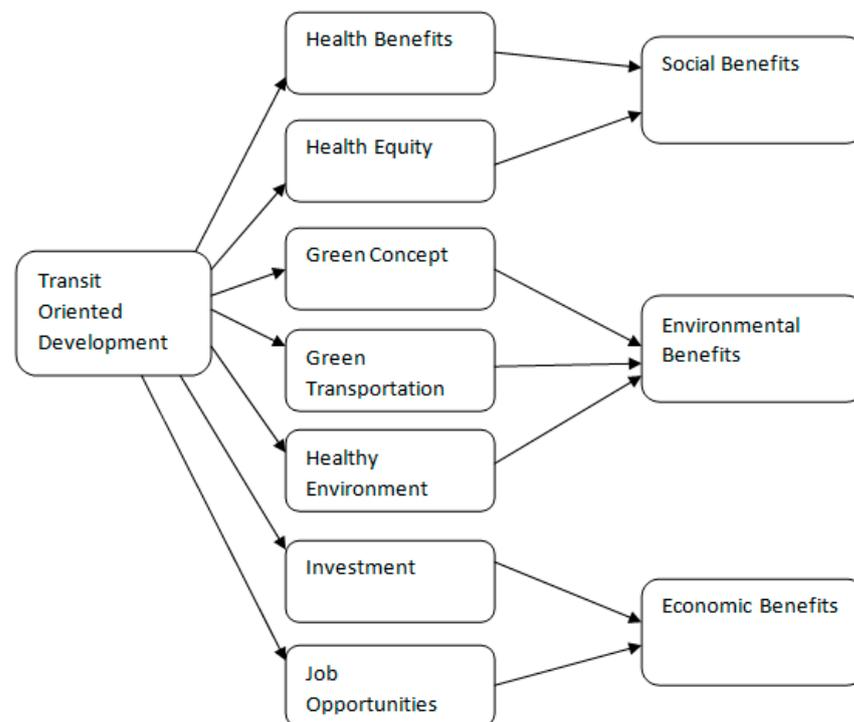 Health Benefits
Social Benefits
Health Equity
Green Concept
Transit
Oriented
Development
Environmental
Benefits
Green
Transportation
Healthy
Environment
Investment
Economic Benefits
Job
Opportunities